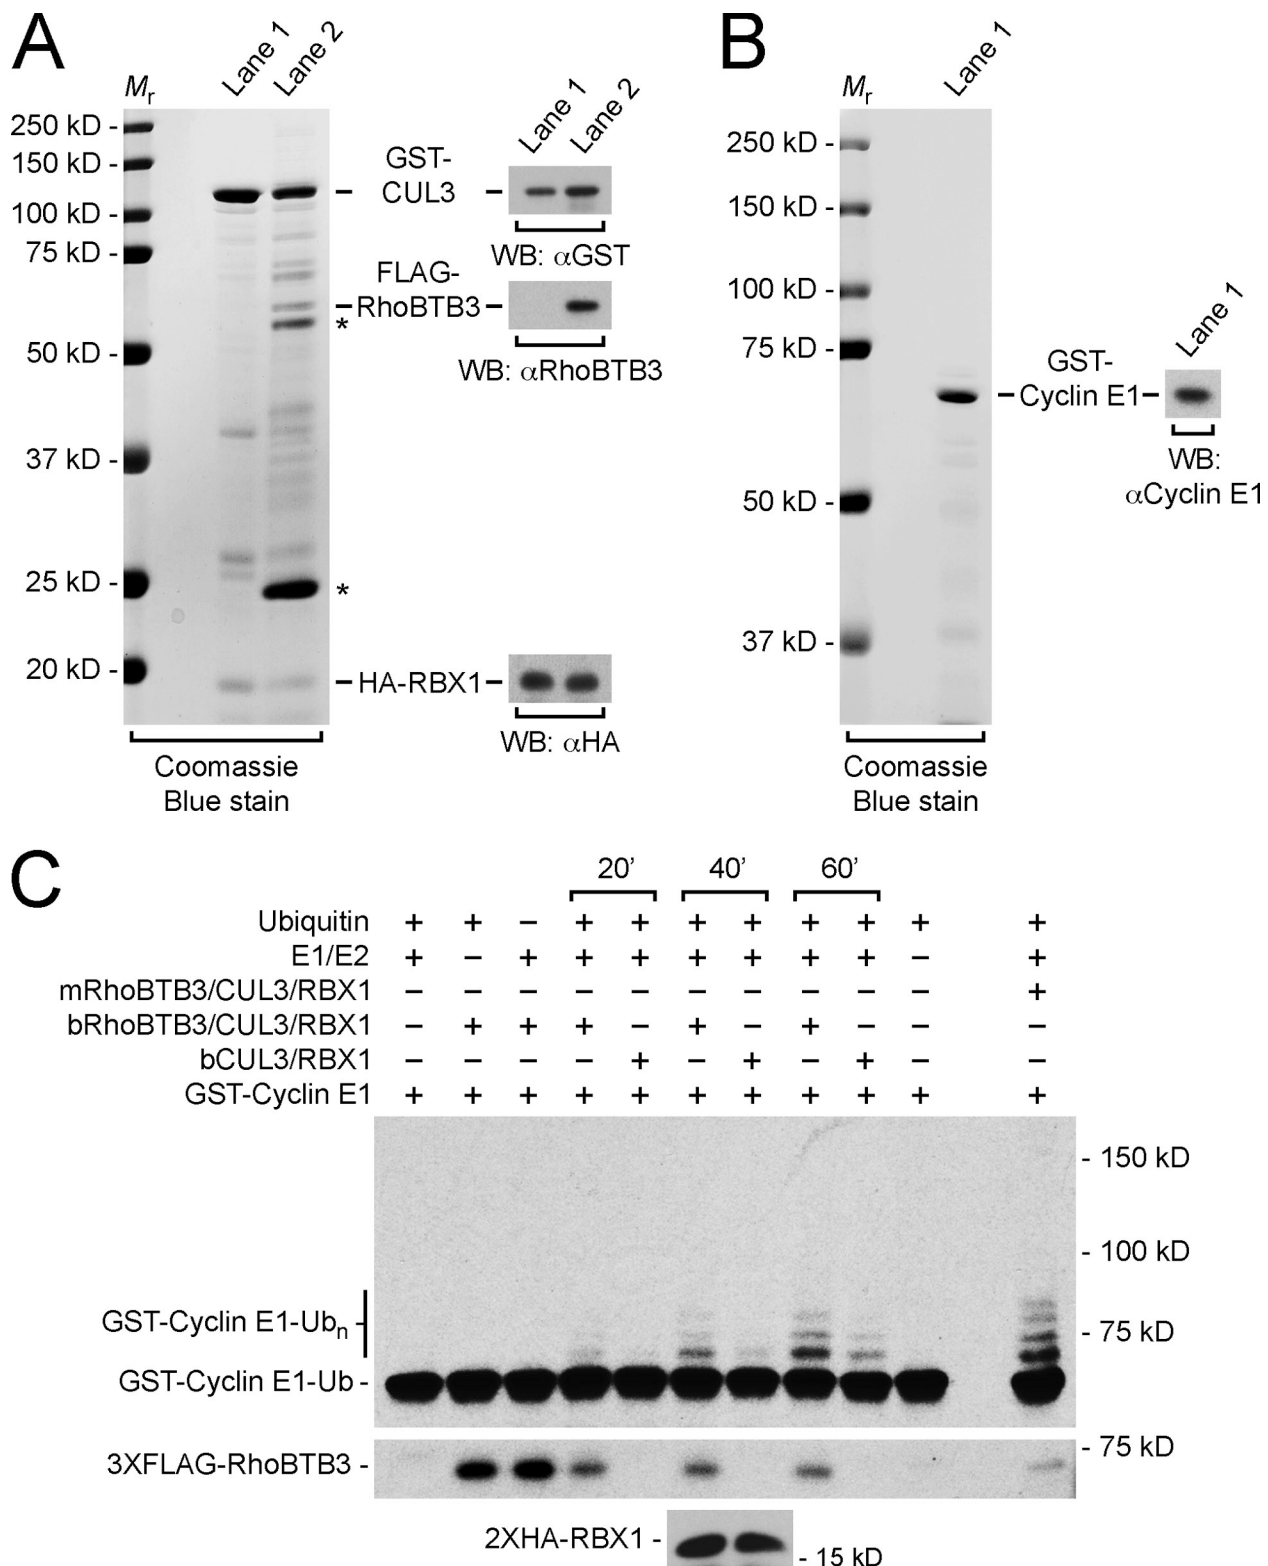 A
B
Lane 1
Lane 2
Lane 1
Mr
Mr
250 kD -
150 kD -
100 kD -
75 kD -
50 kD -
37 kD -
25 kD -
20 kD -
GST-
CUL3
FLAG-
RhoBTB3
*
*
HA-RBX1
Coomassie
Blue stain
Lane 1
Lane 2
WB: αGST
WB: αRhoBTB3
WB: αHA
250 kD -
150 kD -
100 kD -
75 kD -
50 kD -
37 kD -
GST-
Cyclin E1
Lane 1
WB:
αCyclin E1
Coomassie
Blue stain
C
20’ 40’ 60’
Ubiquitin + + – + + + + + + + +
E1/E2 + – + + + + + + + – +
mRhoBTB3/CUL3/RBX1 – – – – – – – – – – +
bRhoBTB3/CUL3/RBX1 – + + + – + – + – – –
bCUL3/RBX1 – – – – + – + – + – –
GST-Cyclin E1 + + + + + + + + + + +
- 150 kD
- 100 kD
GST-Cyclin E1-Ubn
- 75 kD
GST-Cyclin E1-Ub -
- 75 kD
3XFLAG-RhoBTB3 -
2XHA-RBX1 -
- 15 kD